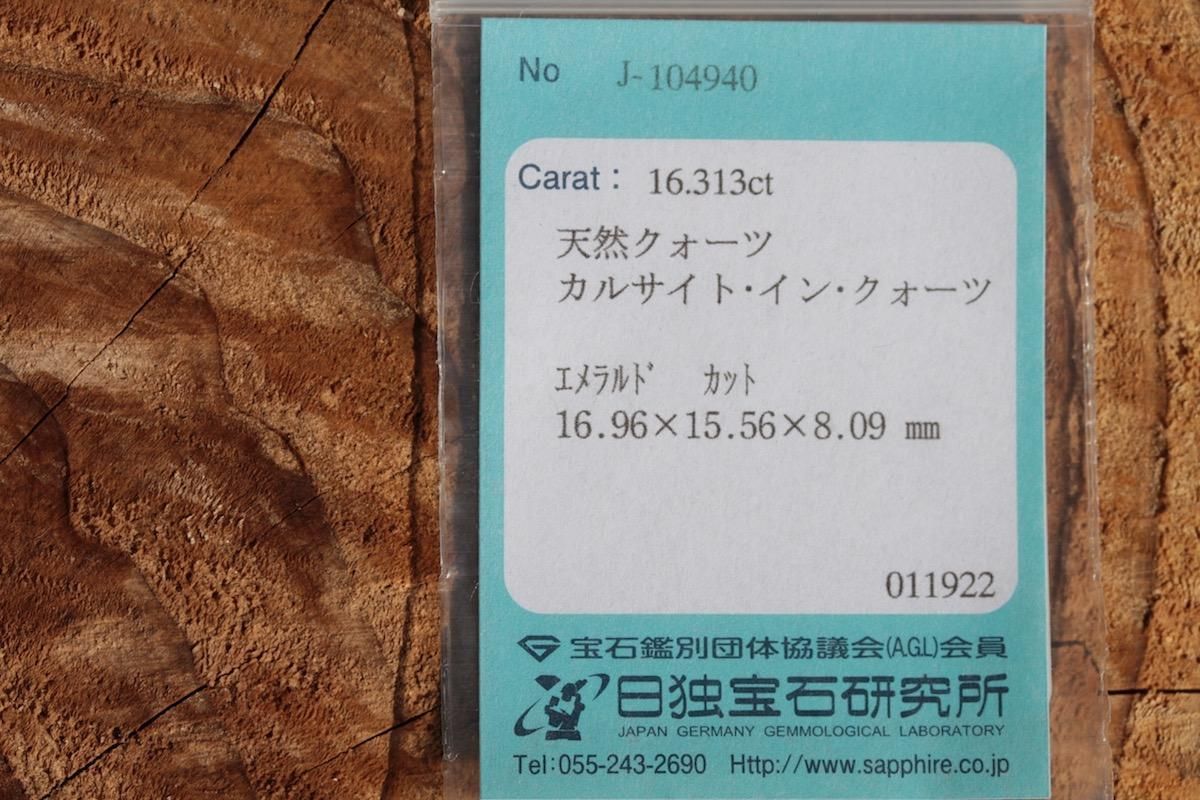 No J-104940
Carat : 16.313ct
天然クォーツ
カルサイト・イン・クォーツ
ｴﾒﾗﾙﾄﾞ ｶｯﾄ
16.96×15.56×8.09 mm
011922
宝石鑑別団体協議会(A.G.L)会員
日独宝石研究所
JAPAN GERMANY GEMMOLOGICAL LABORATORY
Tel:055-243-2690 Http://www.sapphire.co.jp